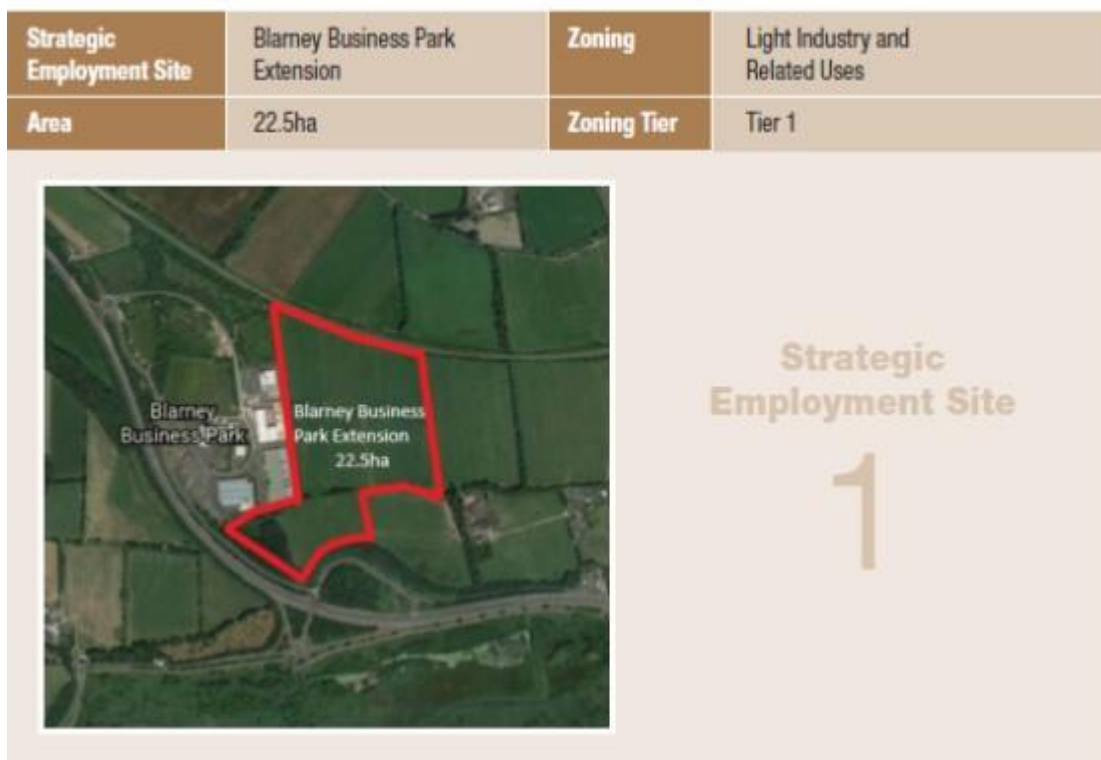 Strategic
Employment Site
Blarney Business Park
Extension
Zoning
Light Industry and
Related Uses
Area
22.5ha
Zoning Tier
Tier 1
Blarney
Business Park
Blarney Business
Park Extension
22.5ha
Strategic
Employment Site
1